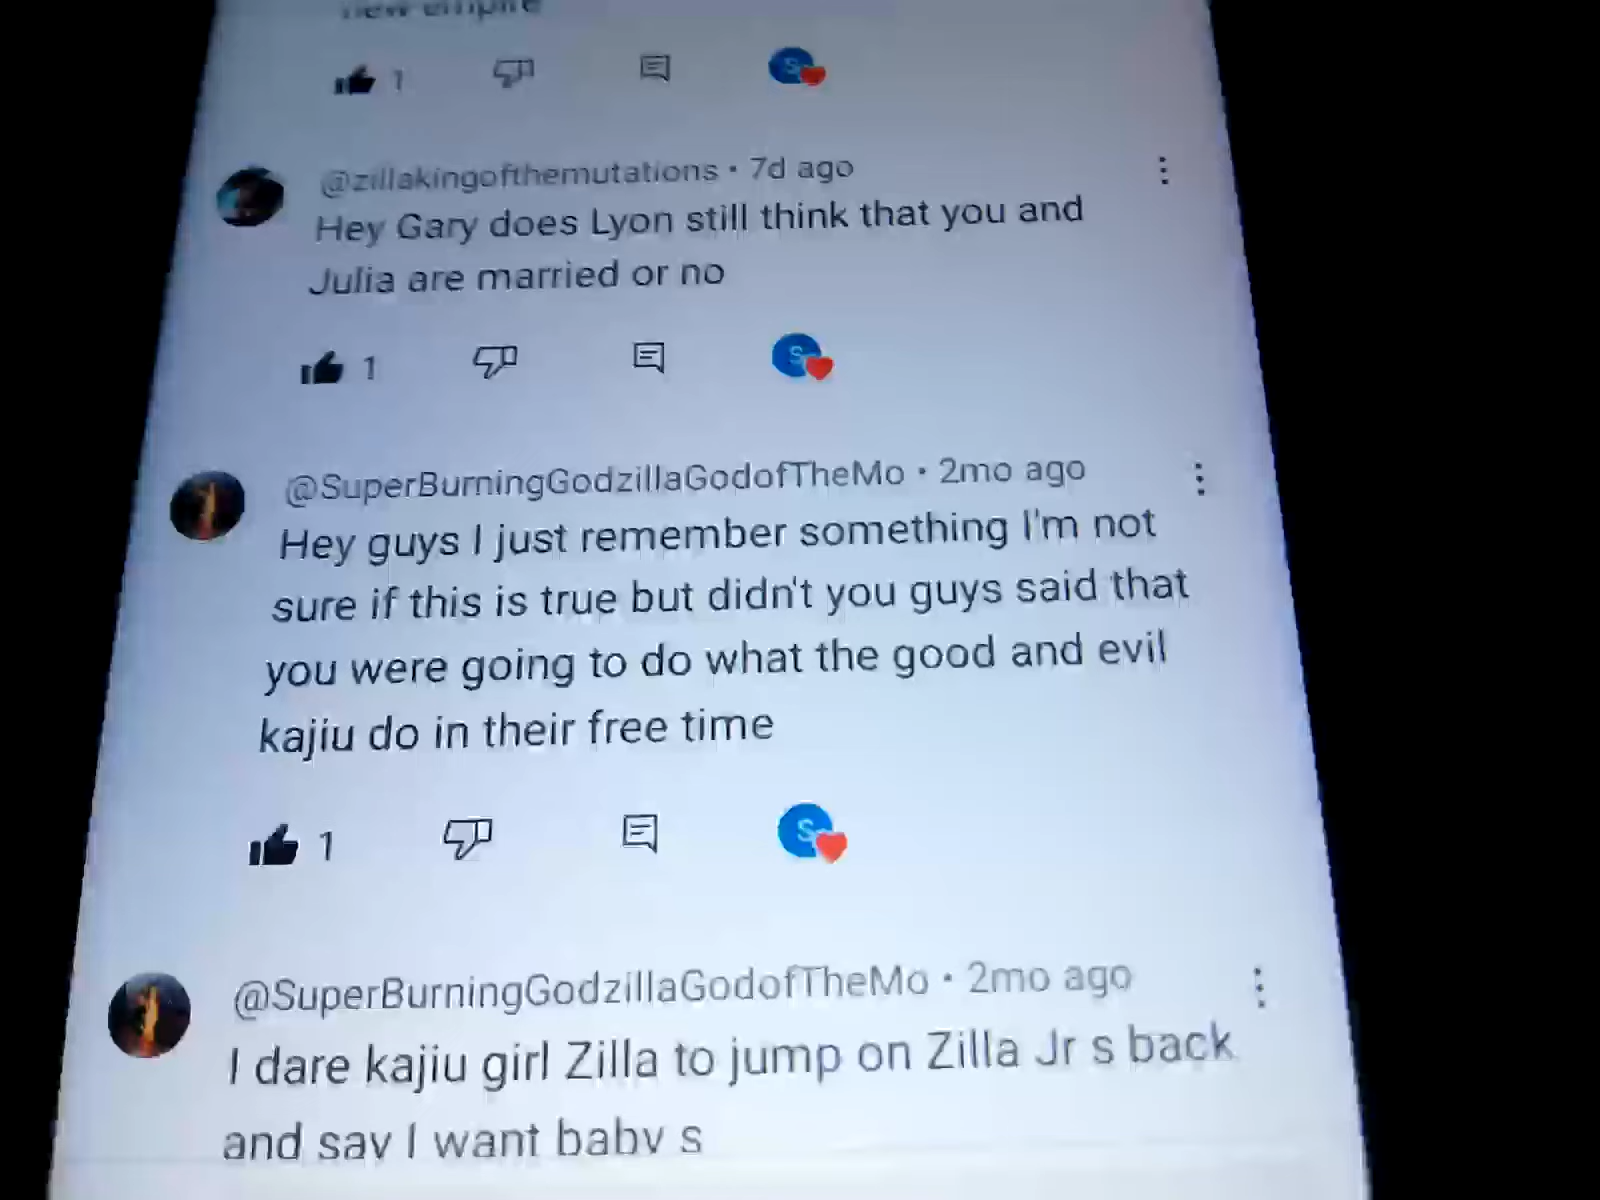 new empire
1
@zillakingofthemutations · 7d ago
Hey Gary does Lyon still think that you and
Julia are married or no
1
S
@SuperBurningGodzillaGodofTheMo · 2mo ago
Hey guys I just remember something I'm not
sure if this is true but didn't you guys said that
you were going to do what the good and evil
kajiu do in their free time
1
S
@SuperBurningGodzillaGodofTheMo · 2mo ago
I dare kajiu girl Zilla to jump on Zilla Jr s back
and say I want baby s